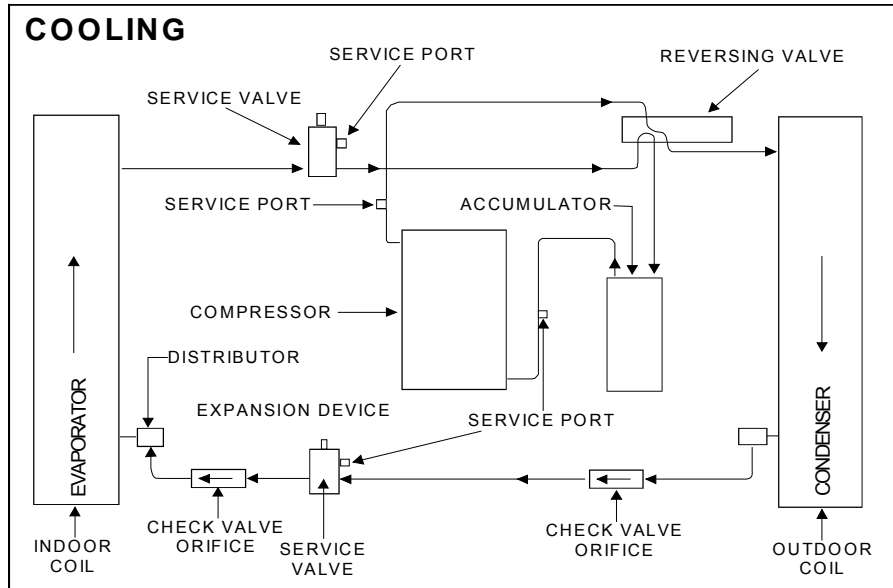 COOLING
SERVICE PORT
REVERSING VALVE
SERVICE VALVE
SERVICE PORT
ACCUMULATOR
COMPRESSOR
DISTRIBUTOR
EXPANSION DEVICE
SERVICE PORT
EVAPORATOR
CONDENSER
CHECK VALVE
ORIFICE
SERVICE
VALVE
CHECK VALVE
ORIFICE
INDOOR
COIL
OUTDOOR
COIL